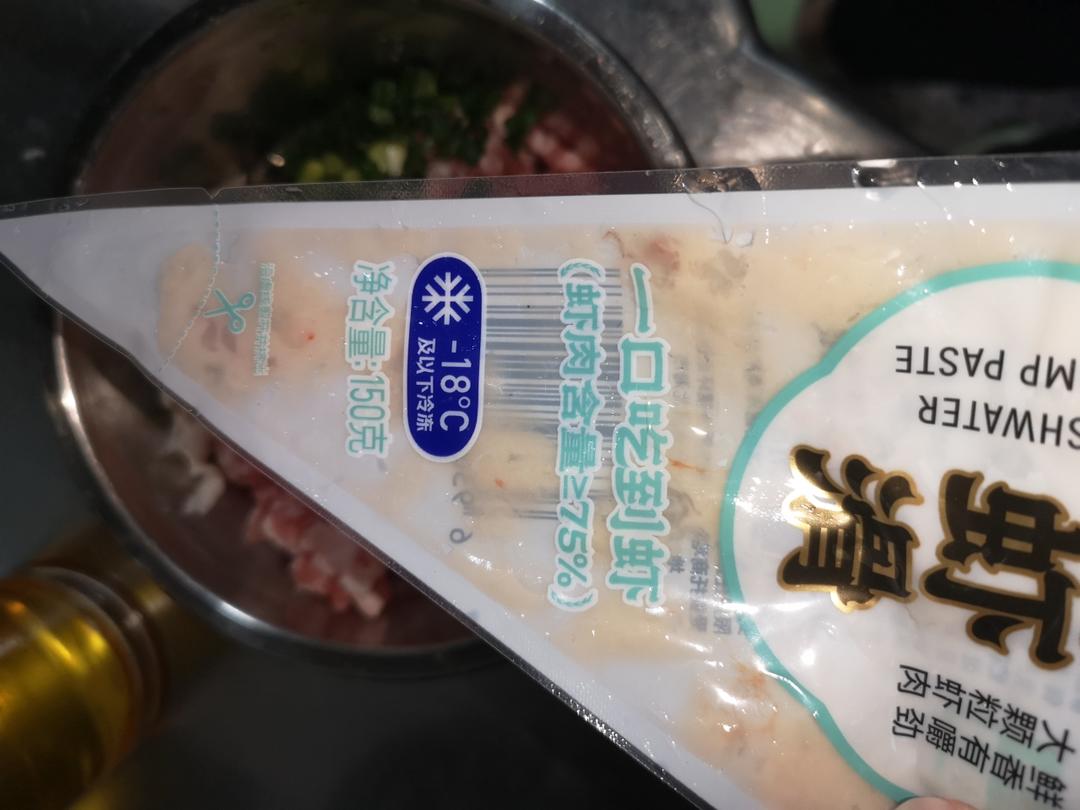 虾滑
SHWATER
MP PASTE
大颗粒虾肉
鲜香有嚼劲
一口吃到虾
(虾肉含量≥75%)
-18℃
及以下冷冻
净含量:150克